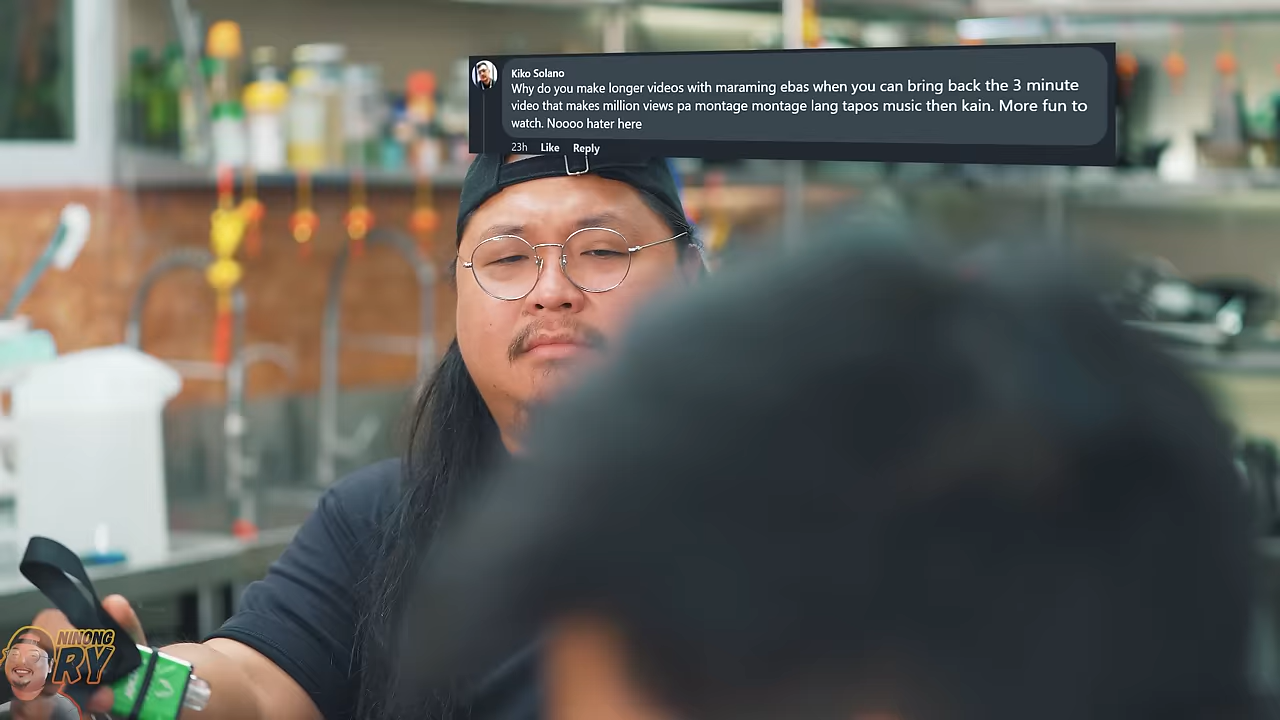 Kiko Solano
Why do you make longer videos with maraming ebas when you can bring back the 3 minute
video that makes million views pa montage montage lang tapos music then kain. More fun to
watch. Noooo hater here
23h Like Reply
NINONG
RY